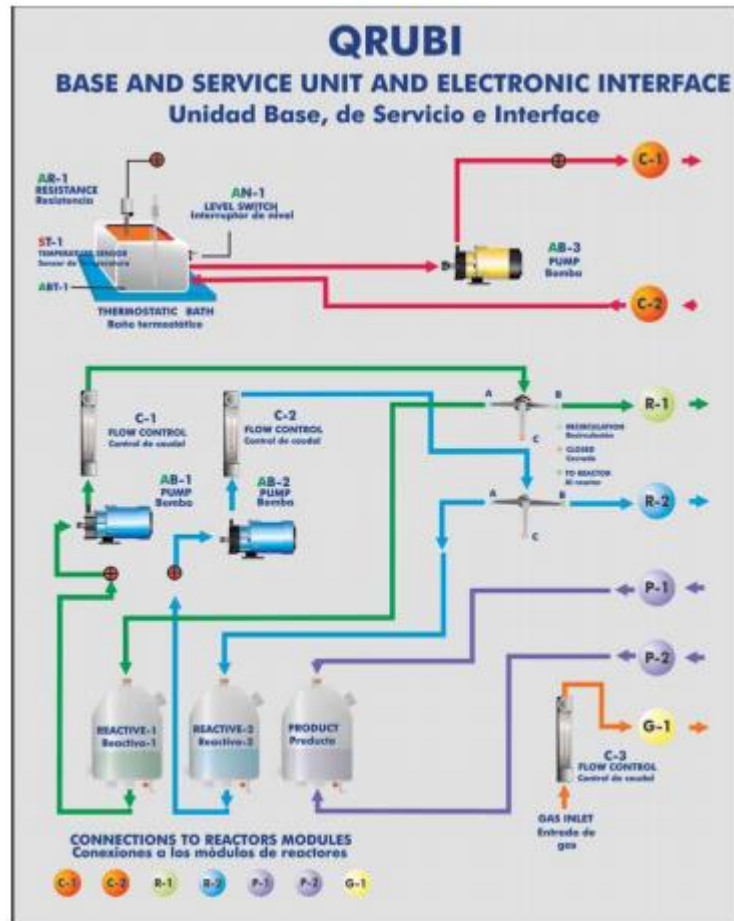 QRUBI
BASE AND SERVICE UNIT AND ELECTRONIC INTERFACE
Unidad Base, de Servicio e Interface
AR-1
RESISTANCE
Resistencia
AN-1
LEVEL SWITCH
Interruptor de nivel
C-1
ST-1
TEMPERATURE SENSOR
Sensor de temperatura
ABT-1
AB-3
PUMP
Bomba
THERMOSTATIC BATH
Baño termostático
C-2
C-1
FLOW CONTROL
Control de caudal
C-2
FLOW CONTROL
Control de caudal
A
B
C
R-1
RECIRCULATION
Recirculación
CLOSED
Cerrado
TO REACTOR
Al reactor
AB-1
PUMP
Bomba
AB-2
PUMP
Bomba
A
B
C
R-2
P-1
P-2
REACTIVE-1
Reactivo-1
REACTIVE-2
Reactivo-2
PRODUCT
Producto
G-1
C-3
FLOW CONTROL
Control de caudal
GAS INLET
Entrada de
gas
CONNECTIONS TO REACTORS MODULES
Conexiones a los módulos de reactores
C-1 C-2 R-1 R-2 P-1 P-2 G-1